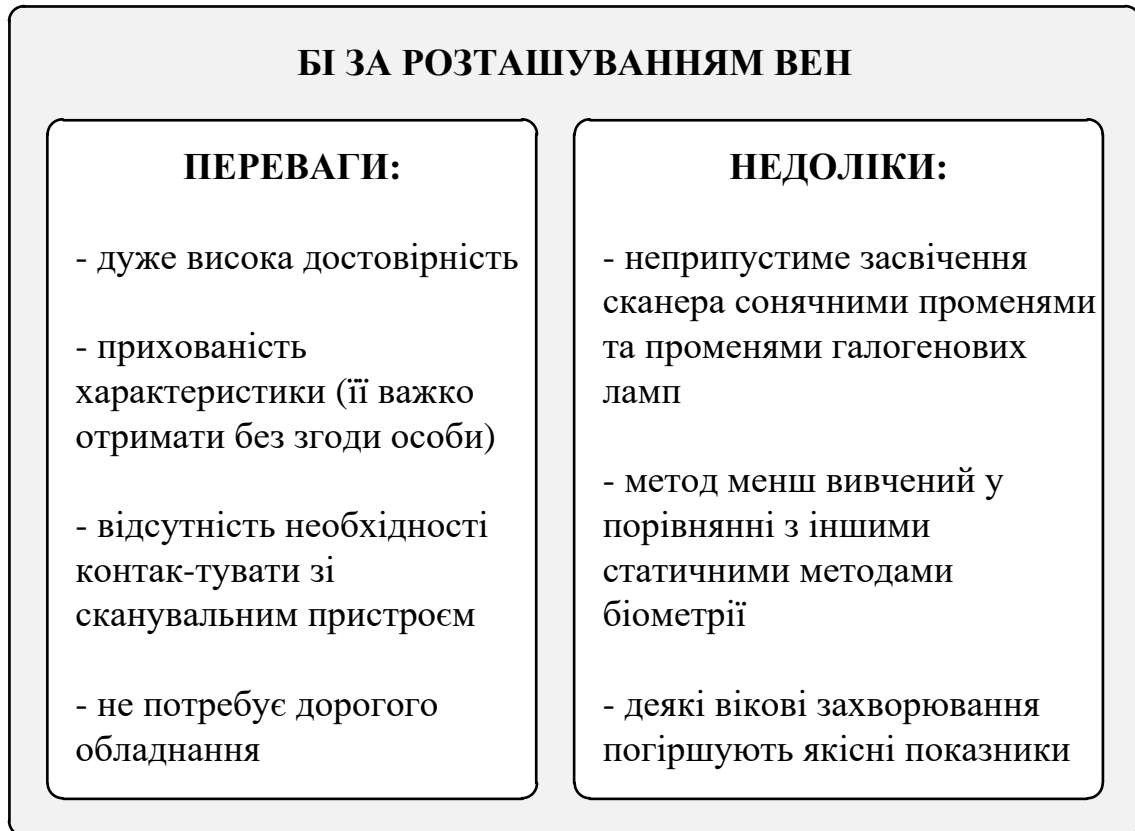 БІ ЗА РОЗТАШУВАННЯМ ВЕН
ПЕРЕВАГИ:
- дуже висока достовірність
- прихованість
характеристики (її важко
отримати без згоди особи)
- відсутність необхідності
контак-тувати зі
сканувальним пристроєм
- не потребує дорогого
обладнання
НЕДОЛІКИ:
- неприпустиме засвічення
сканера сонячними променями
та променями галогенових
ламп
- метод менш вивчений у
порівнянні з іншими
статичними методами
біометрії
- деякі вікові захворювання
погіршують якісні показники